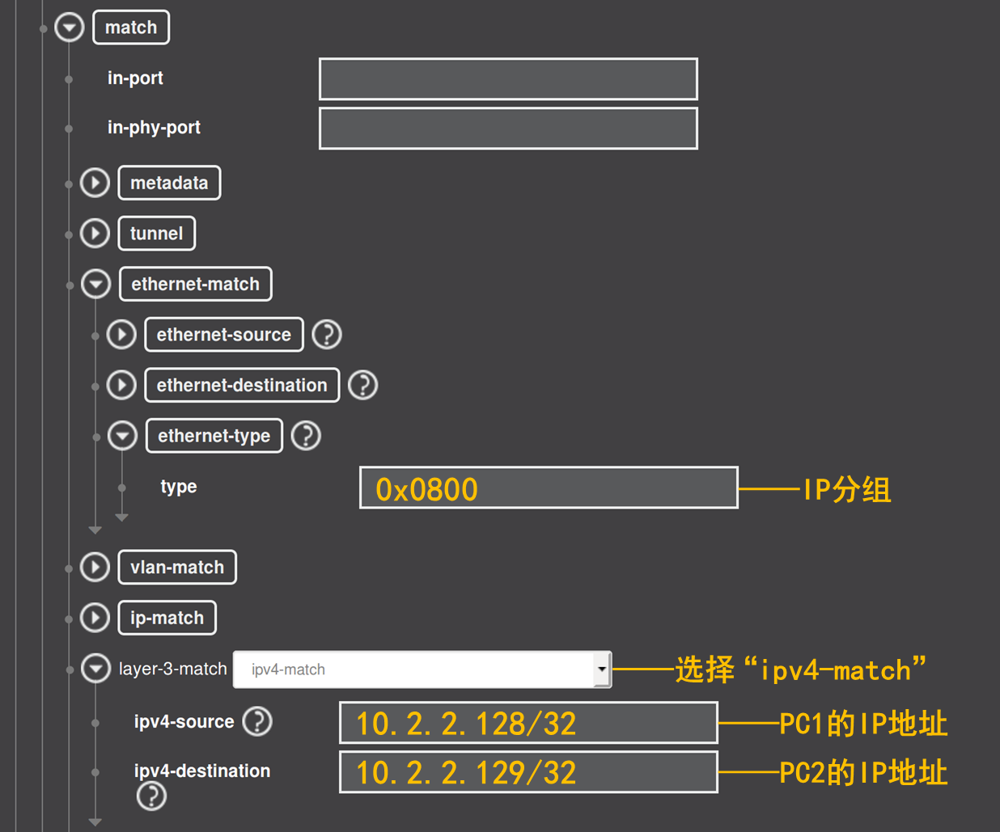 match
in-port
in-phy-port
metadata
tunnel
ethernet-match
ethernet-source ?
ethernet-destination ?
ethernet-type ?
type 0x0800 IP分组
vlan-match
ip-match
layer-3-match ipv4-match 选择“ipv4-match”
ipv4-source ? 10.2.2.128/32 PC1的IP地址
ipv4-destination 10.2.2.129/32 PC2的IP地址
?